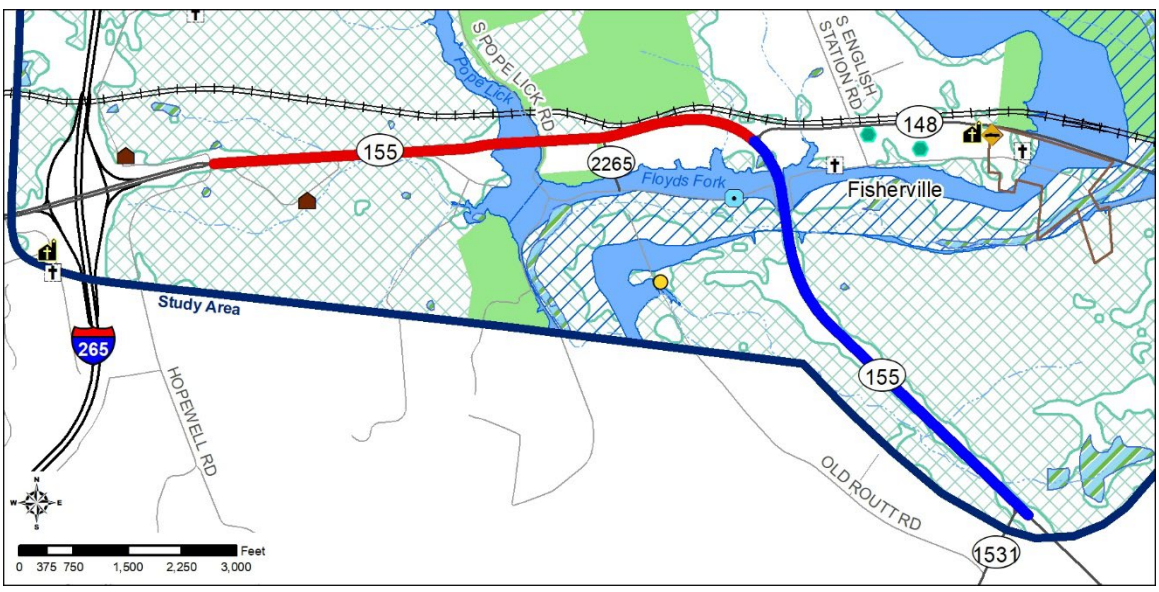 S POPE LICK RD
Pope Lick
S ENGLISH
STATION RD
148
155
2265
Floyds Fork
Fisherville
Study Area
265
155
HOPEWELL RD
OLD ROUTT RD
1531
N
W E
S
Feet
0 375 750 1,500 2,250 3,000